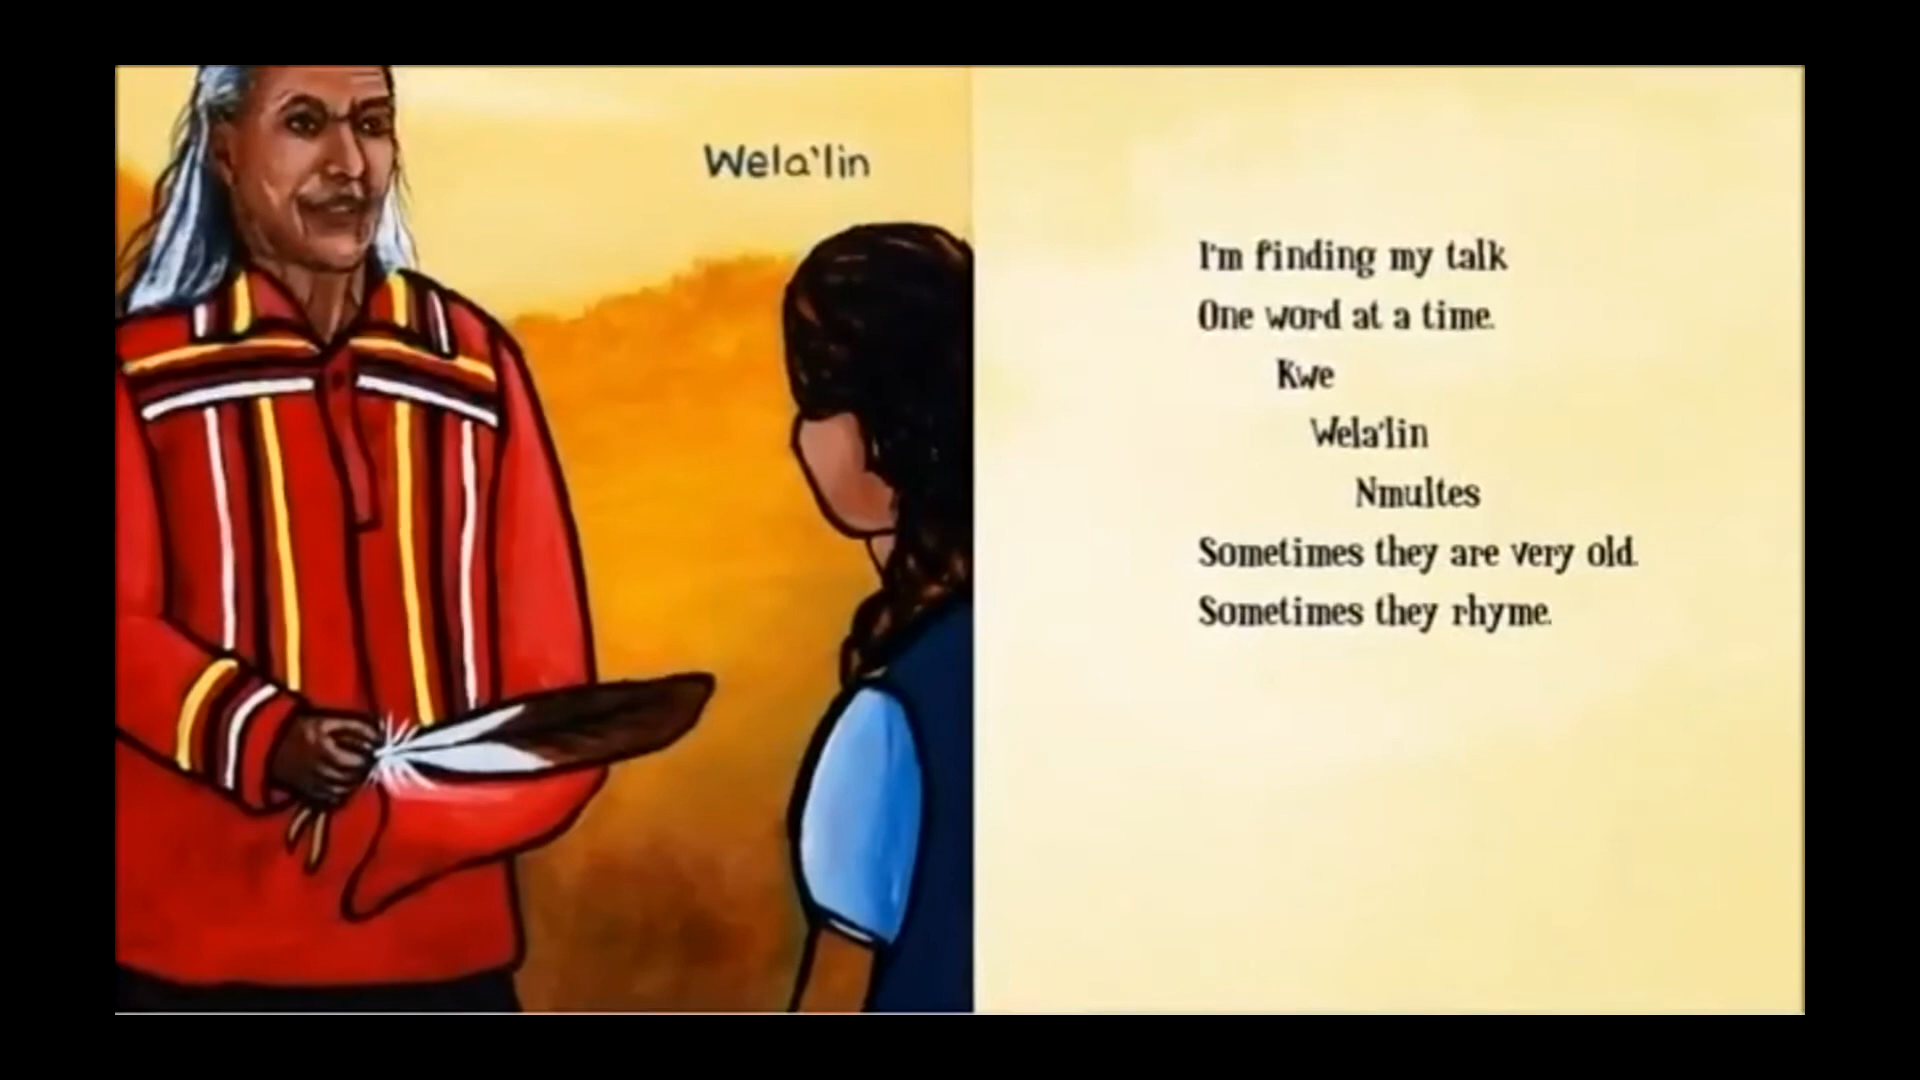 Wela'lin
I'm finding my talk
One word at a time.
Kwe
Wela'lin
Nmultes
Sometimes they are very old.
Sometimes they rhyme.